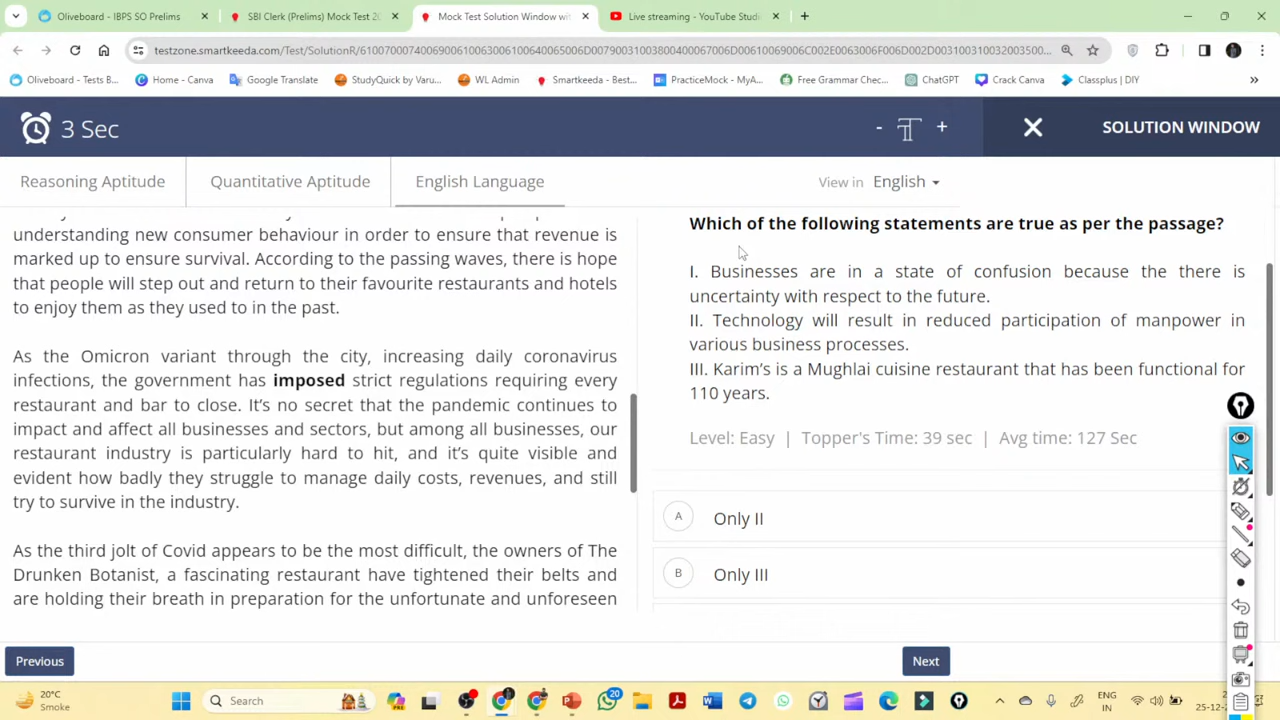 Oliveboard - IBPS SO Prelims
SBI Clerk (Prelims) Mock Test 20
Mock Test Solution Window with
Live streaming - YouTube Studi
testzone.smartkeeda.com/Test/SolutionR/
Oliveboard - Tests B...
Home - Canva
Google Translate
StudyQuick by Varu...
WL Admin
Smartkeeda - Best...
PracticeMock - MyA...
Free Grammar Chec...
ChatGPT
Crack Canva
Classplus | DIY
3 Sec
- T +
SOLUTION WINDOW
Reasoning Aptitude
Quantitative Aptitude
English Language
View in English
understanding new consumer behaviour in order to ensure that revenue is
marked up to ensure survival. According to the passing waves, there is hope
that people will step out and return to their favourite restaurants and hotels
to enjoy them as they used to in the past.
As the Omicron variant through the city, increasing daily coronavirus
infections, the government has imposed strict regulations requiring every
restaurant and bar to close. It's no secret that the pandemic continues to
impact and affect all businesses and sectors, but among all businesses, our
restaurant industry is particularly hard to hit, and it's quite visible and
evident how badly they struggle to manage daily costs, revenues, and still
try to survive in the industry.
As the third jolt of Covid appears to be the most difficult, the owners of The
Drunken Botanist, a fascinating restaurant have tightened their belts and
are holding their breath in preparation for the unfortunate and unforeseen
Which of the following statements are true as per the passage?
I. Businesses are in a state of confusion because the there is
uncertainty with respect to the future.
II. Technology will result in reduced participation of manpower in
various business processes.
III. Karim's is a Mughlai cuisine restaurant that has been functional for
110 years.
Level: Easy | Topper's Time: 39 sec | Avg time: 127 Sec
A Only II
B Only III
Previous
Next
20°C
Smoke
Search
20
ENG
IN
25-12-2